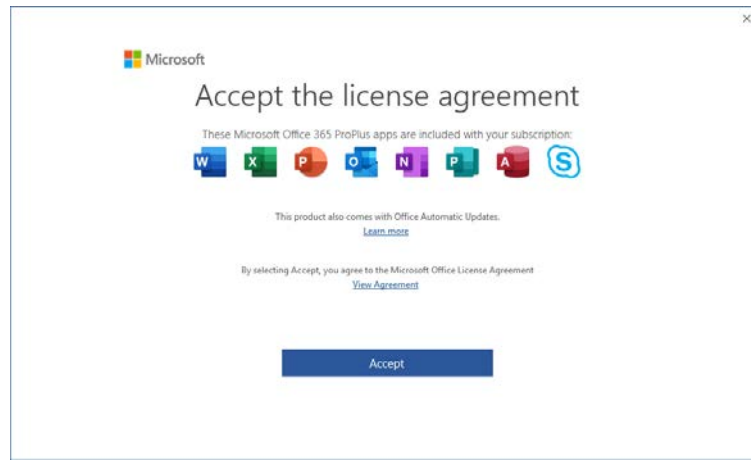 Microsoft
Accept the license agreement
These Microsoft Office 365 ProPlus apps are included with your subscription:
W X P O N P A S
This product also comes with Office Automatic Updates.
Learn more
By selecting Accept, you agree to the Microsoft Office License Agreement
View Agreement
Accept